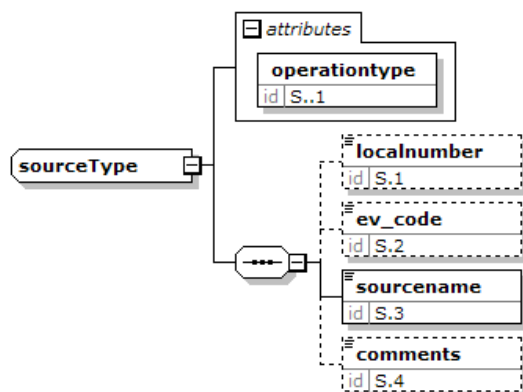 attributes
operationtype
id S..1
sourceType
localnumber
id S.1
ev_code
id S.2
sourcename
id S.3
comments
id S.4